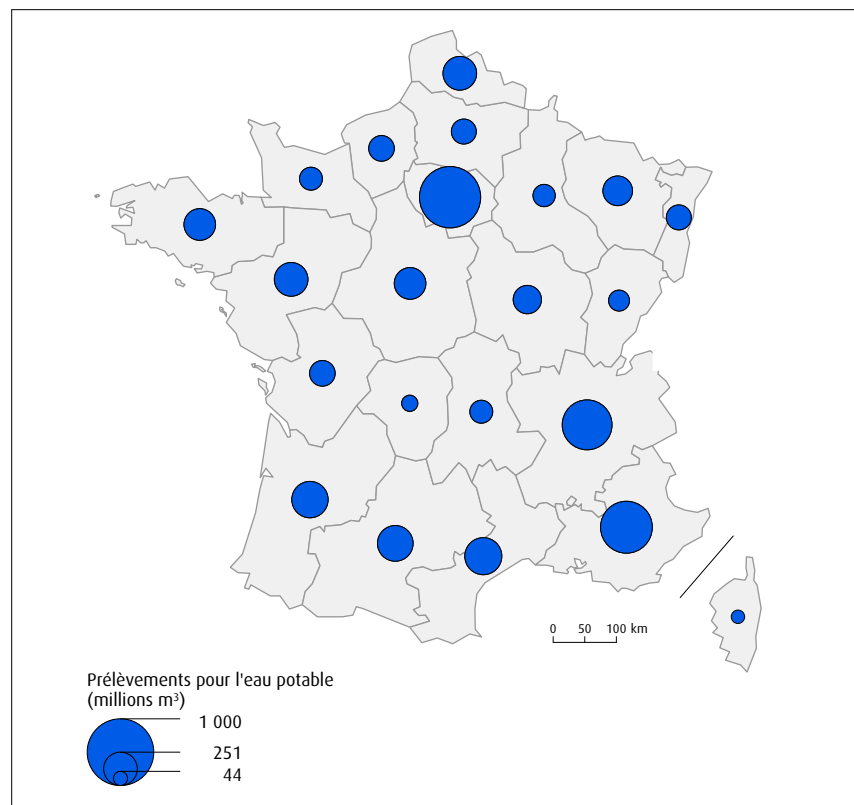 0 50 100 km
Prélèvements pour l'eau potable
(millions m³)
1 000
251
44